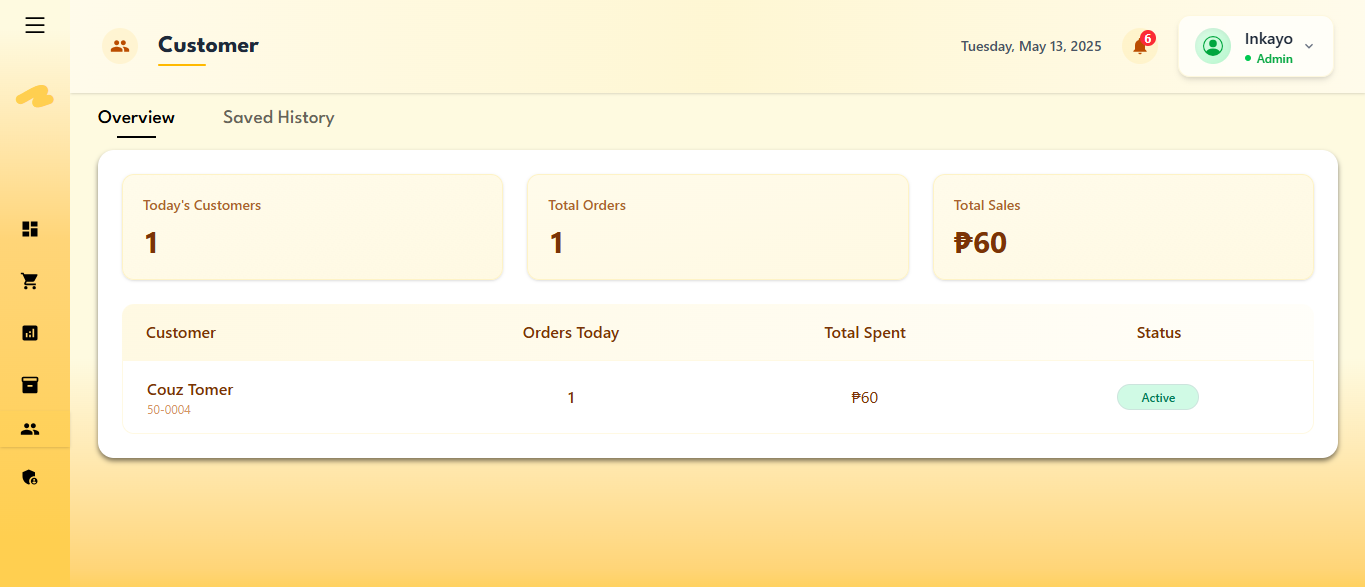 Customer
Tuesday, May 13, 2025
6
Inkayo
Admin
Overview
Saved History
Today's Customers
1
Total Orders
1
Total Sales
₱60
Customer Orders Today Total Spent Status
Couz Tomer 1 ₱60 Active
50-0004